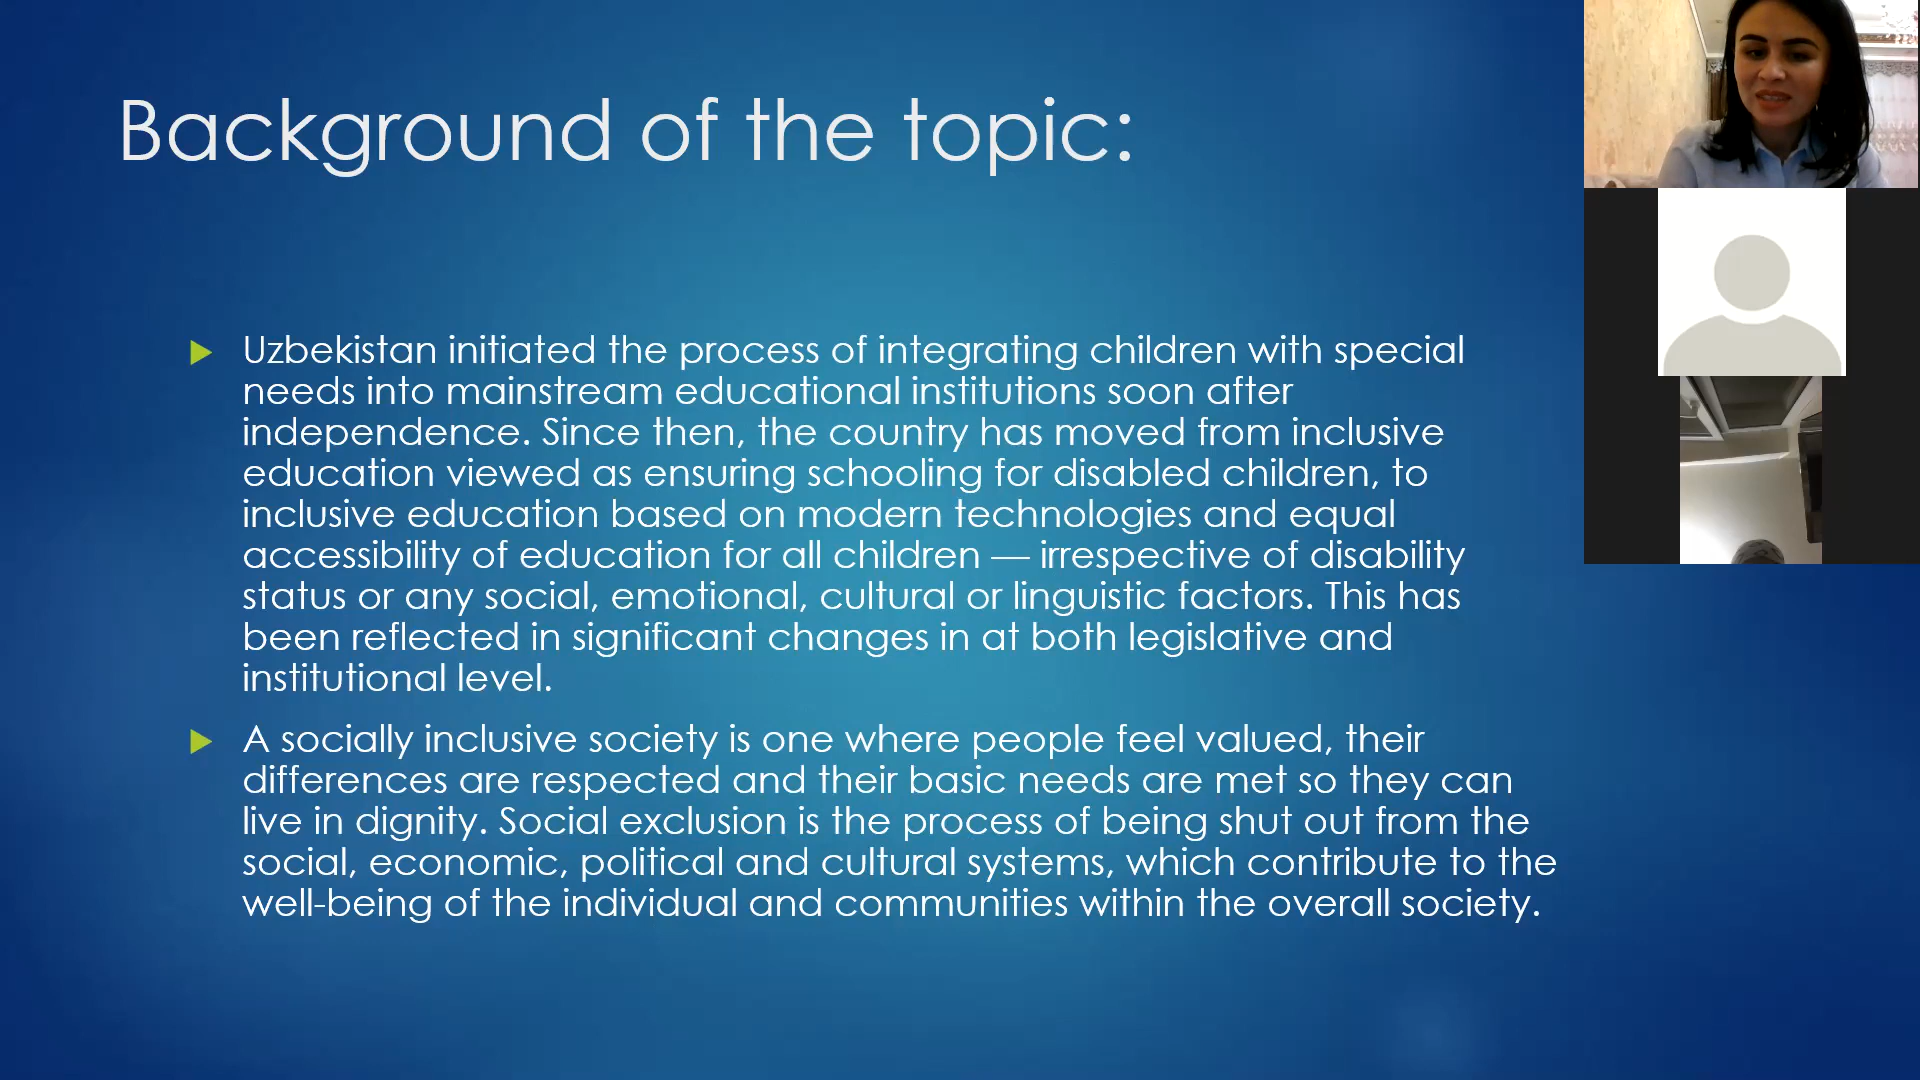 Background of the topic:
Uzbekistan initiated the process of integrating children with special
needs into mainstream educational institutions soon after
independence. Since then, the country has moved from inclusive
education viewed as ensuring schooling for disabled children, to
inclusive education based on modern technologies and equal
accessibility of education for all children — irrespective of disability
status or any social, emotional, cultural or linguistic factors. This has
been reflected in significant changes in at both legislative and
institutional level.
A socially inclusive society is one where people feel valued, their
differences are respected and their basic needs are met so they can
live in dignity. Social exclusion is the process of being shut out from the
social, economic, political and cultural systems, which contribute to the
well-being of the individual and communities within the overall society.